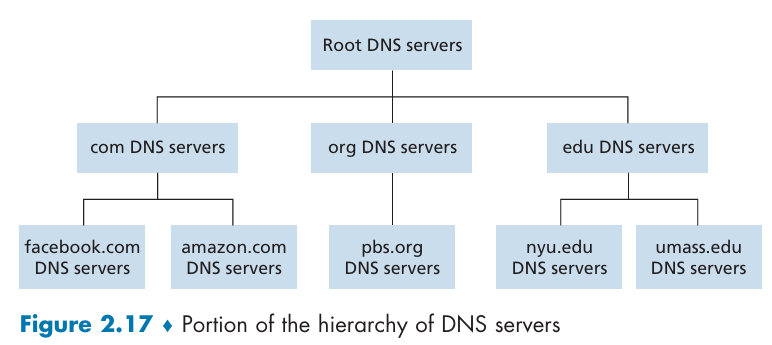 Root DNS servers
com DNS servers
org DNS servers
edu DNS servers
facebook.com
DNS servers
amazon.com
DNS servers
pbs.org
DNS servers
nyu.edu
DNS servers
umass.edu
DNS servers
Figure 2.17 ♦ Portion of the hierarchy of DNS servers